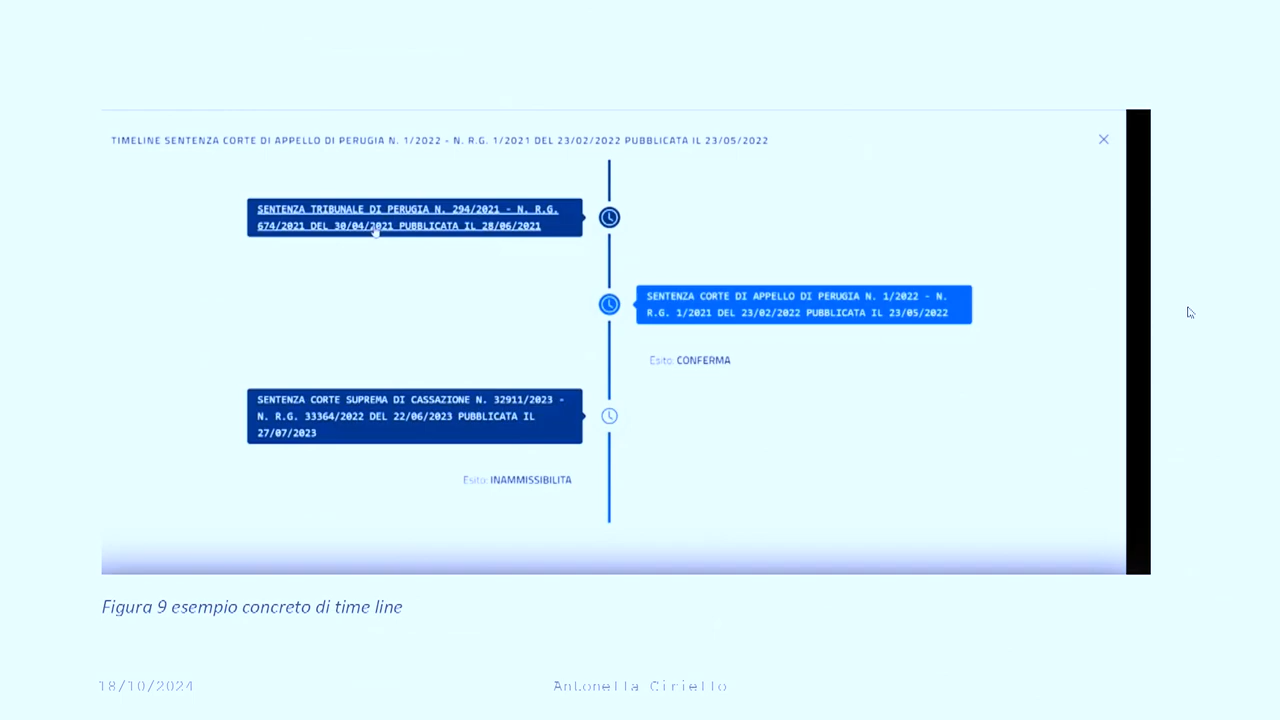 TIMELINE SENTENZA CORTE DI APPELLO DI PERUGIA N. 1/2022 - N. R.G. 1/2021 DEL 23/02/2022 PUBBLICATA IL 23/05/2022
SENTENZA TRIBUNALE DI PERUGIA N. 294/2021 - N. R.G.
674/2021 DEL 30/04/2021 PUBBLICATA IL 28/06/2021
SENTENZA CORTE DI APPELLO DI PERUGIA N. 1/2022 - N.
R.G. 1/2021 DEL 23/02/2022 PUBBLICATA IL 23/05/2022
Esito: CONFERMA
SENTENZA CORTE SUPREMA DI CASSAZIONE N. 32911/2023 -
N. R.G. 33364/2022 DEL 22/06/2023 PUBBLICATA IL
27/07/2023
Esito: INAMMISSIBILITA
Figura 9 esempio concreto di time line
18/10/2024
Antonella Ciriello